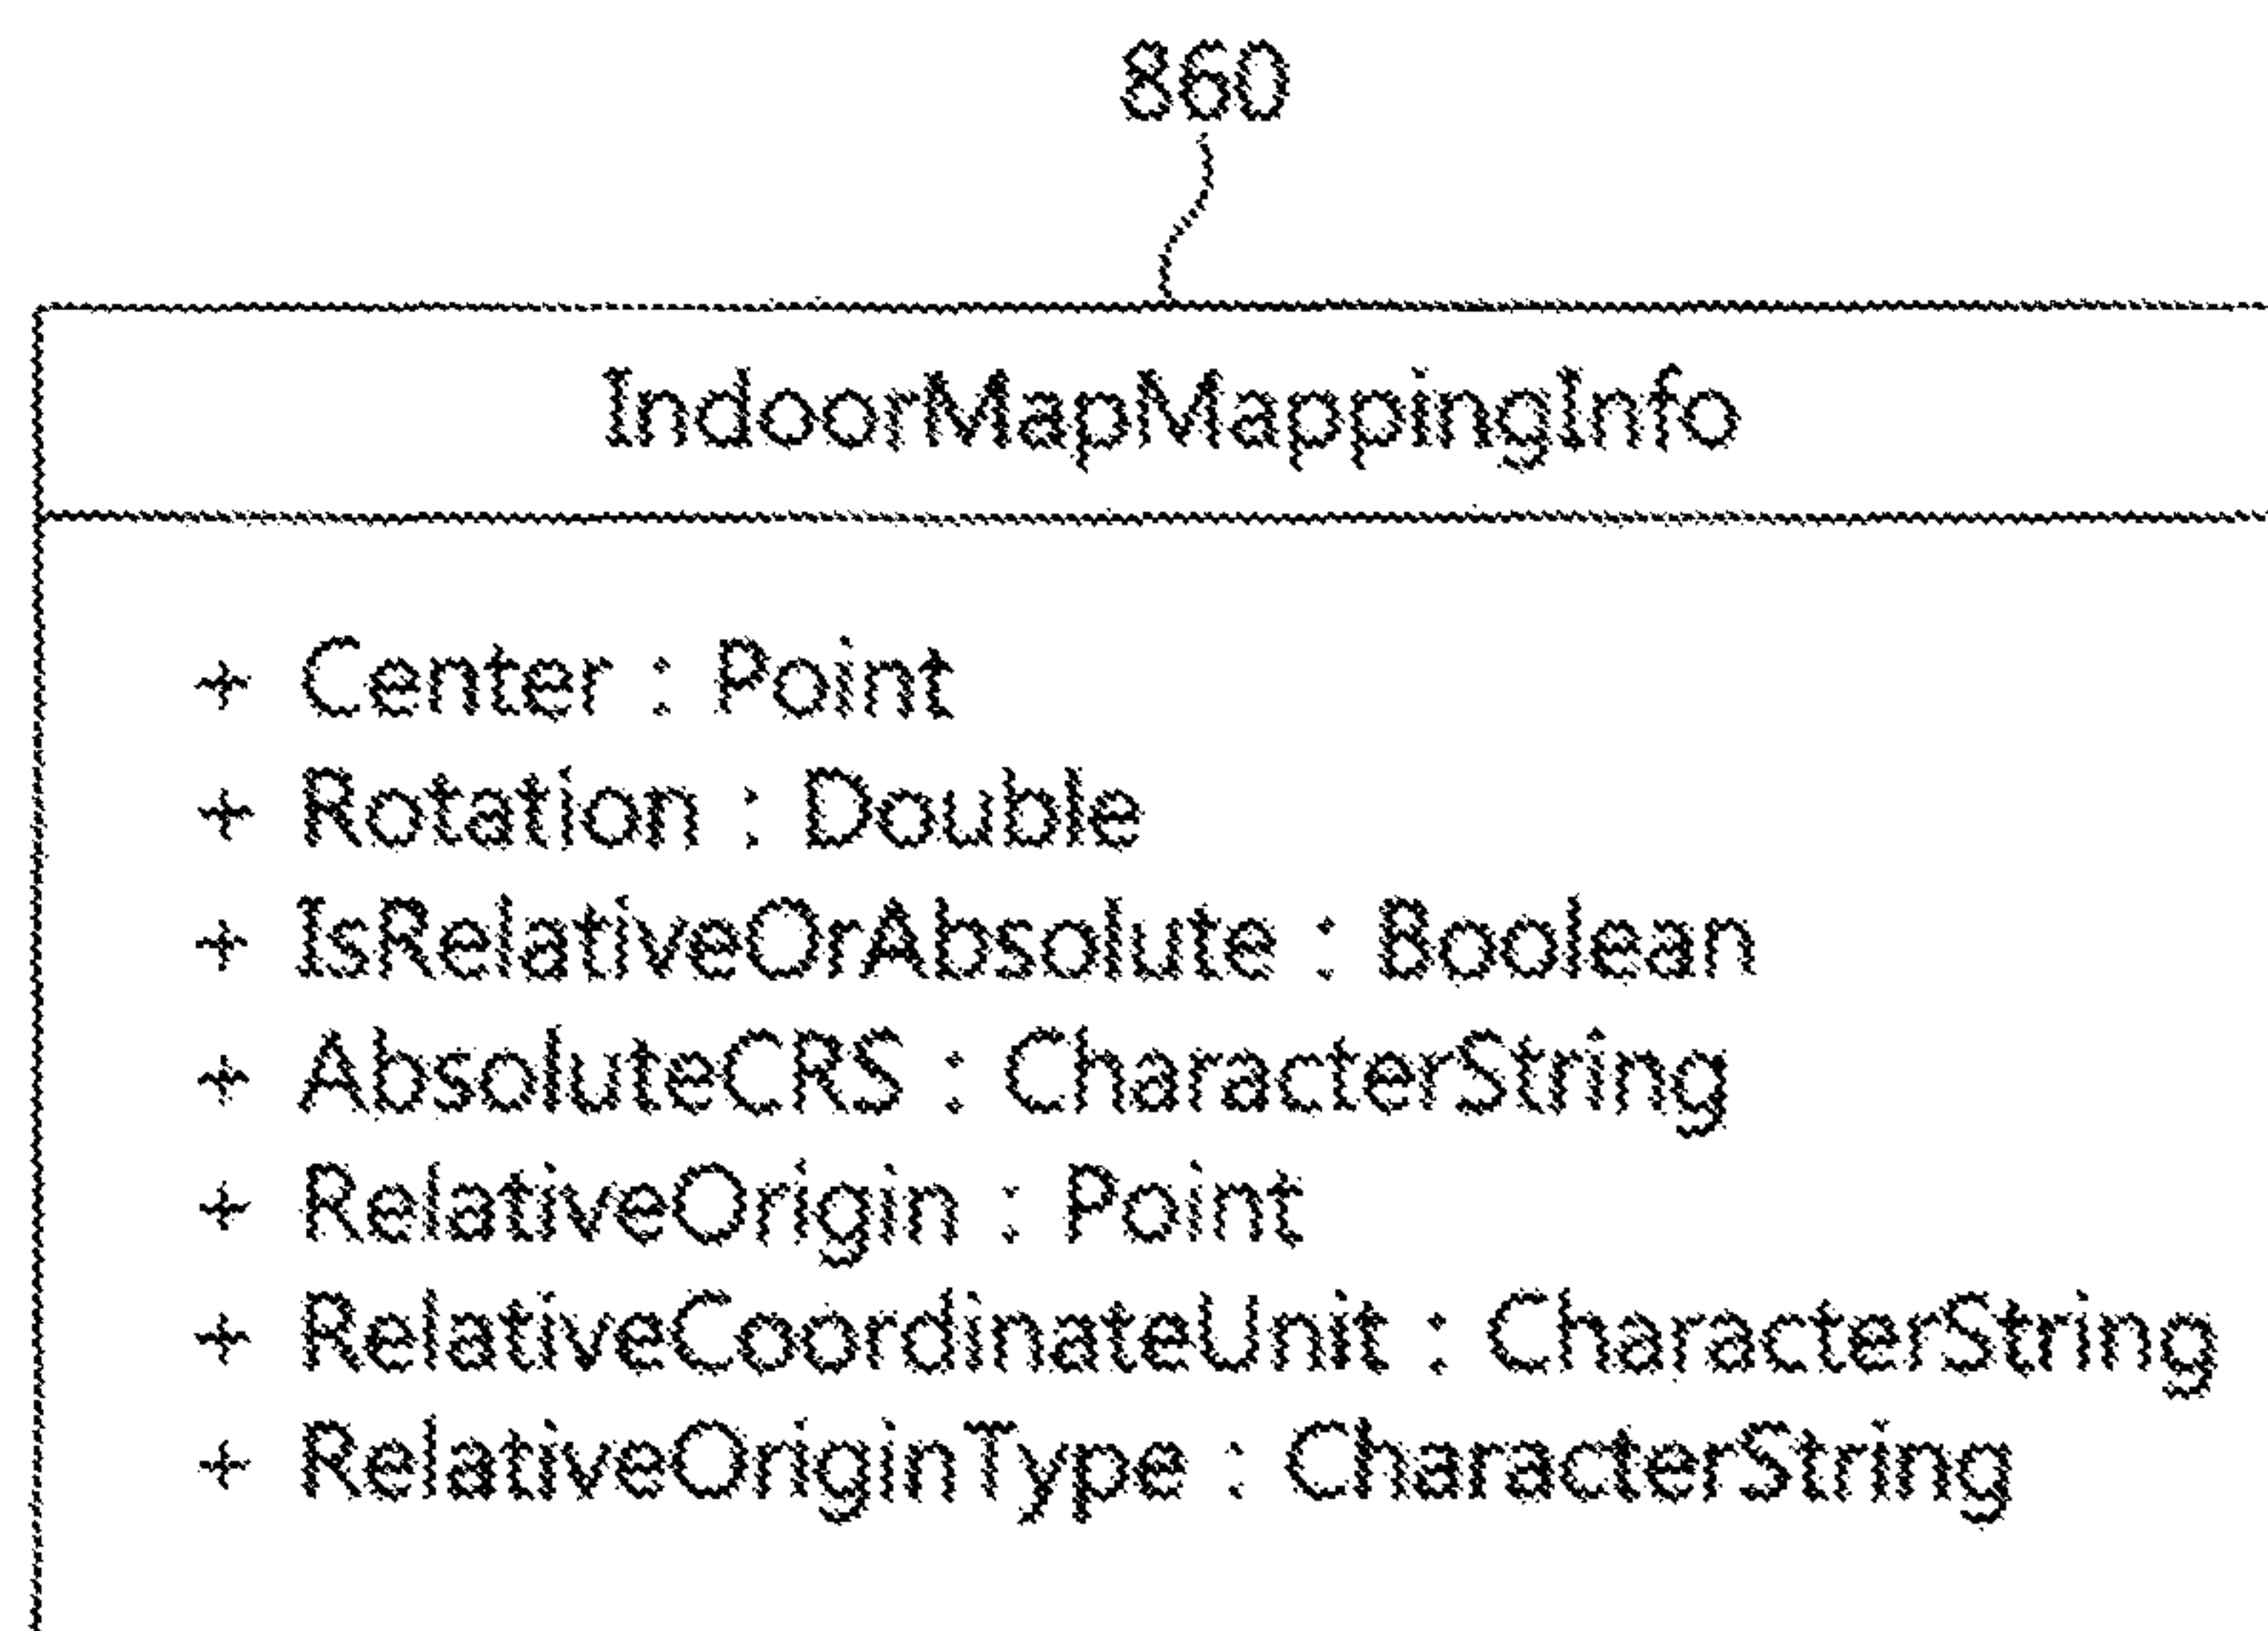 860
IndoorMapMappingInfo
+ Center : Point
+ Rotation : Double
+ IsRelativeOrAbsolute : Boolean
+ AbsoluteCRS : CharacterString
+ RelativeOrigin : Point
+ RelativeCoordinateUnit : CharacterString
+ RelativeOriginType : CharacterString